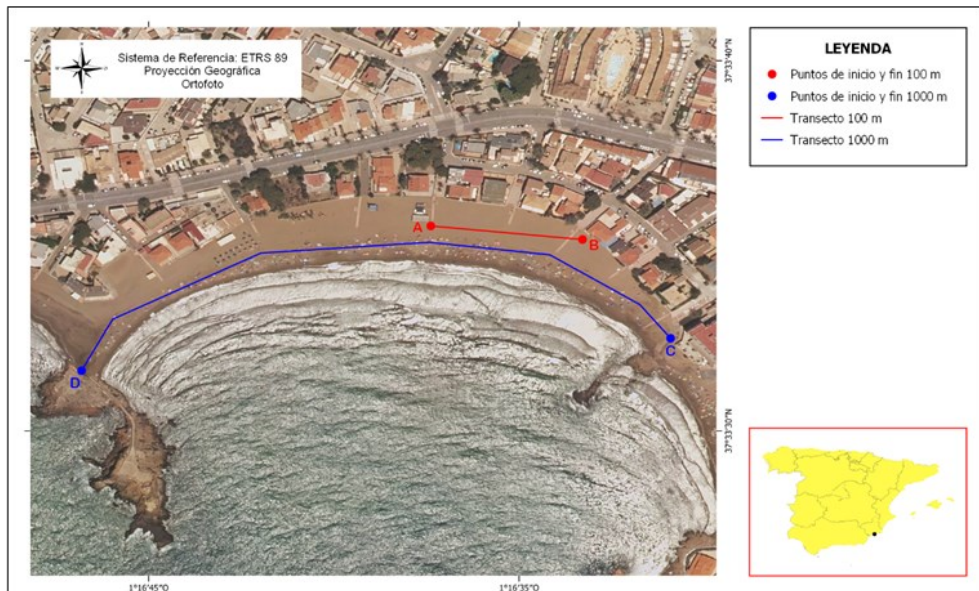 Sistema de Referencia: ETRS 89
Proyección Geográfica
Ortofoto
37°33'40"N
LEYENDA
Puntos de inicio y fin 100 m
Puntos de inicio y fin 1000 m
Transecto 100 m
Transecto 1000 m
A
B
C
D
37°33'30"N
1°16'45"O
1°16'35"O